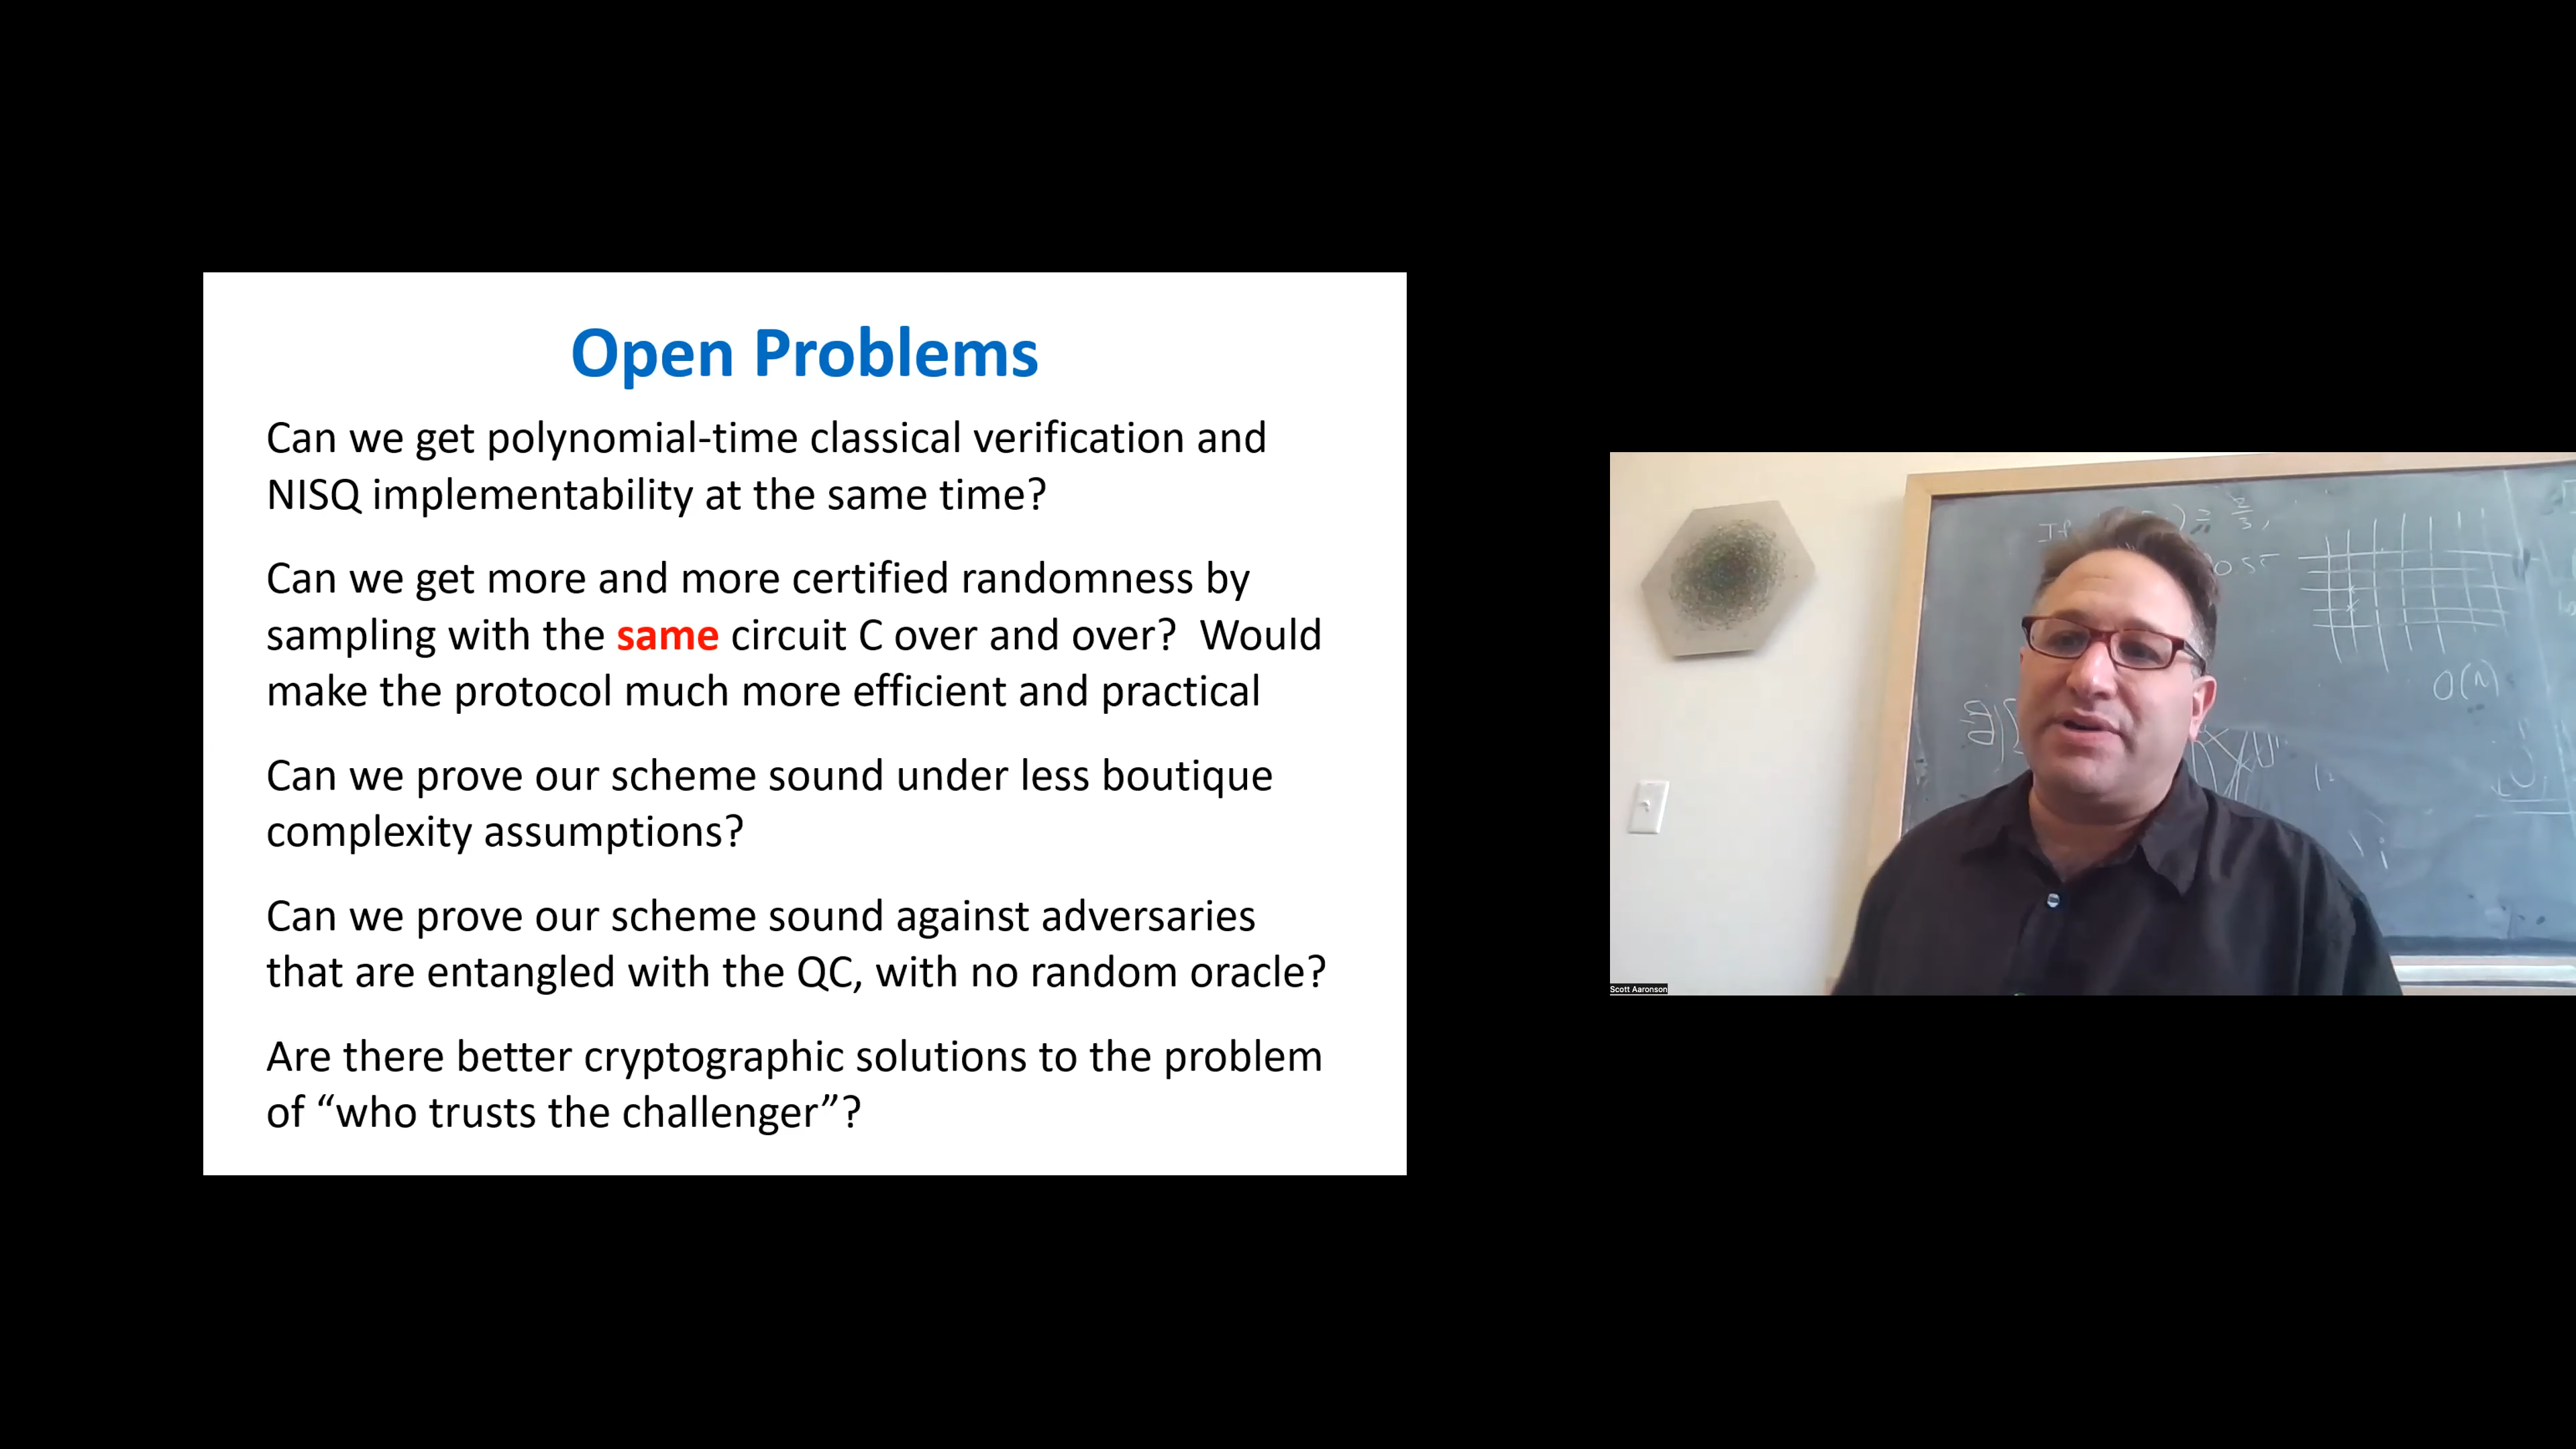 Open Problems
Can we get polynomial-time classical verification and
NISQ implementability at the same time?
Can we get more and more certified randomness by
sampling with the same circuit C over and over?  Would
make the protocol much more efficient and practical
Can we prove our scheme sound under less boutique
complexity assumptions?
Can we prove our scheme sound against adversaries
that are entangled with the QC, with no random oracle?
Are there better cryptographic solutions to the problem
of “who trusts the challenger”?
) ≥ 2/3,
0.55
O(n)
Scott Aaronson